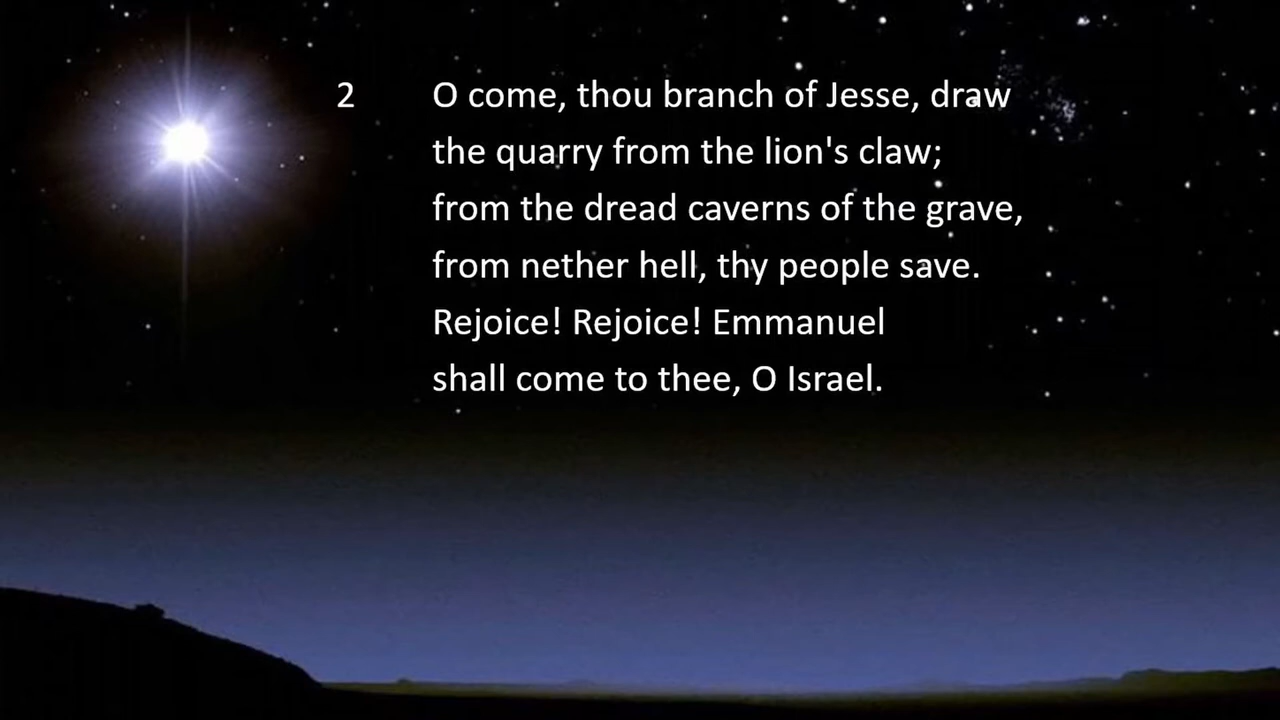 2 O come, thou branch of Jesse, draw
the quarry from the lion's claw;
from the dread caverns of the grave,
from nether hell, thy people save.
Rejoice! Rejoice! Emmanuel
shall come to thee, O Israel.